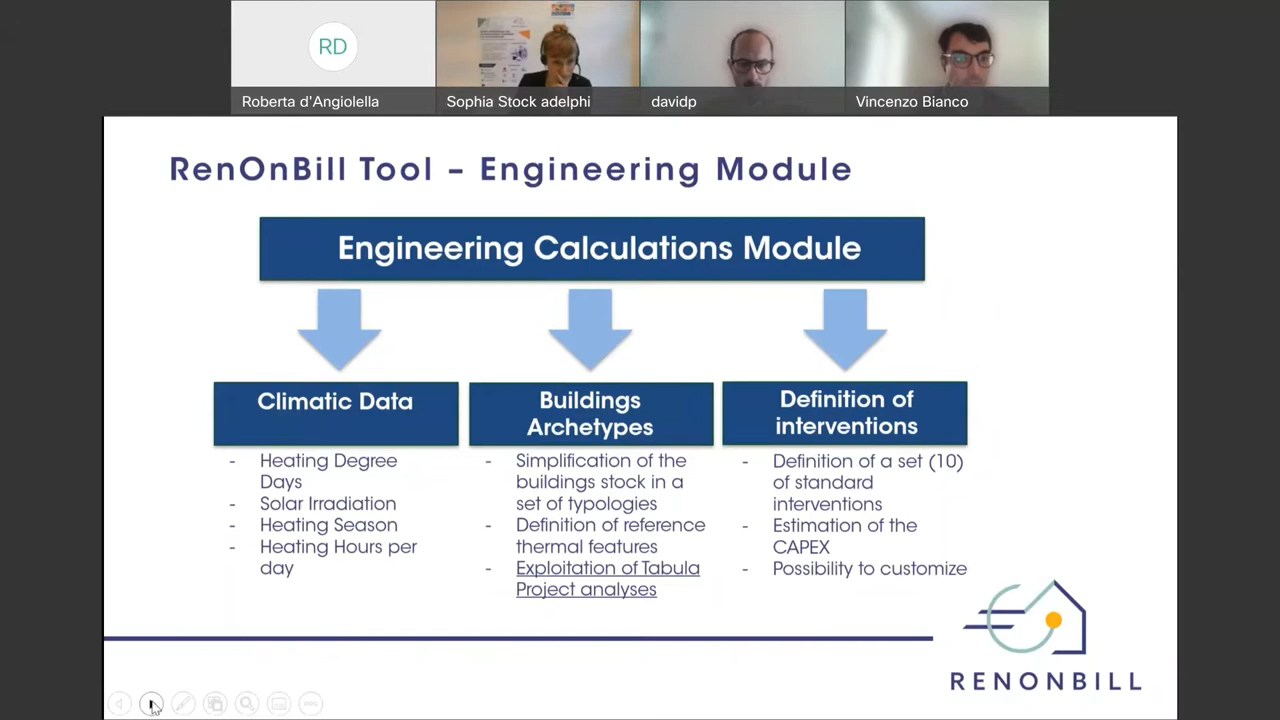 RD
Roberta d'Angiolella
Sophia Stock adelphi
davidp
Vincenzo Bianco
RenOnBill Tool – Engineering Module
Engineering Calculations Module
Climatic Data
- Heating Degree
Days
- Solar Irradiation
- Heating Season
- Heating Hours per
day
Buildings
Archetypes
- Simplification of the
buildings stock in a
set of typologies
- Definition of reference
thermal features
- Exploitation of Tabula
Project analyses
Definition of
interventions
- Definition of a set (10)
of standard
interventions
- Estimation of the
CAPEX
- Possibility to customize
RENONBILL